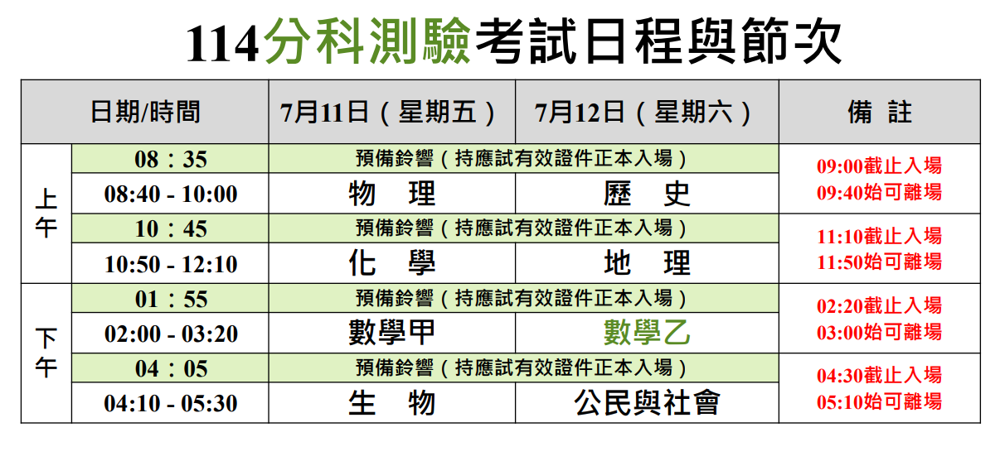 114分科測驗考試日程與節次
日期/時間 7月11日（星期五） 7月12日（星期六） 備 註
上午
08：35 預備鈴響（持應試有效證件正本入場）
09:00截止入場
08:40 - 10:00 物 理 歷 史
09:40始可離場
10：45 預備鈴響（持應試有效證件正本入場）
11:10截止入場
10:50 - 12:10 化 學 地 理
11:50始可離場
下午
01：55 預備鈴響（持應試有效證件正本入場）
02:20截止入場
02:00 - 03:20 數學甲 數學乙
03:00始可離場
04：05 預備鈴響（持應試有效證件正本入場）
04:30截止入場
04:10 - 05:30 生 物 公民與社會
05:10始可離場